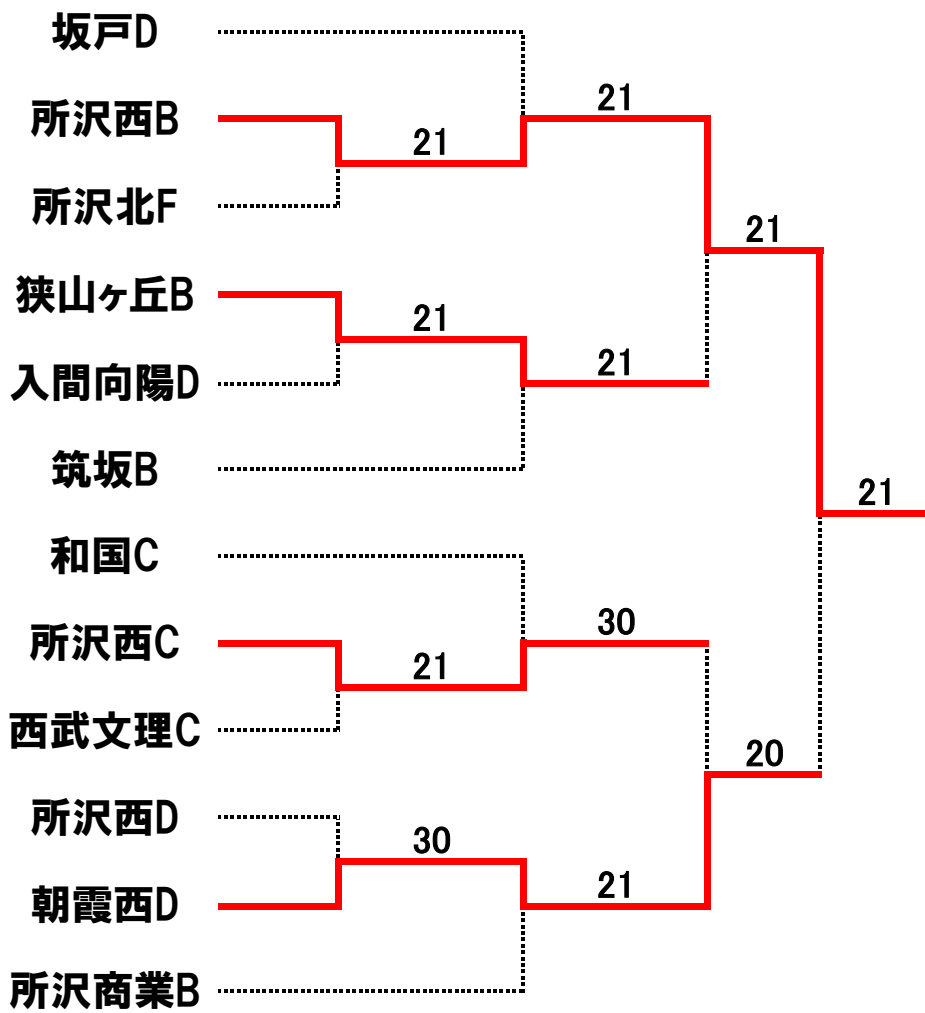 坂戸D
21
所沢西B
21
所沢北F
21
狭山ヶ丘B
21
21
入間向陽D
筑坂B
21
和国C
30
所沢西C
21
西武文理C
20
所沢西D
30
21
朝霞西D
所沢商業B